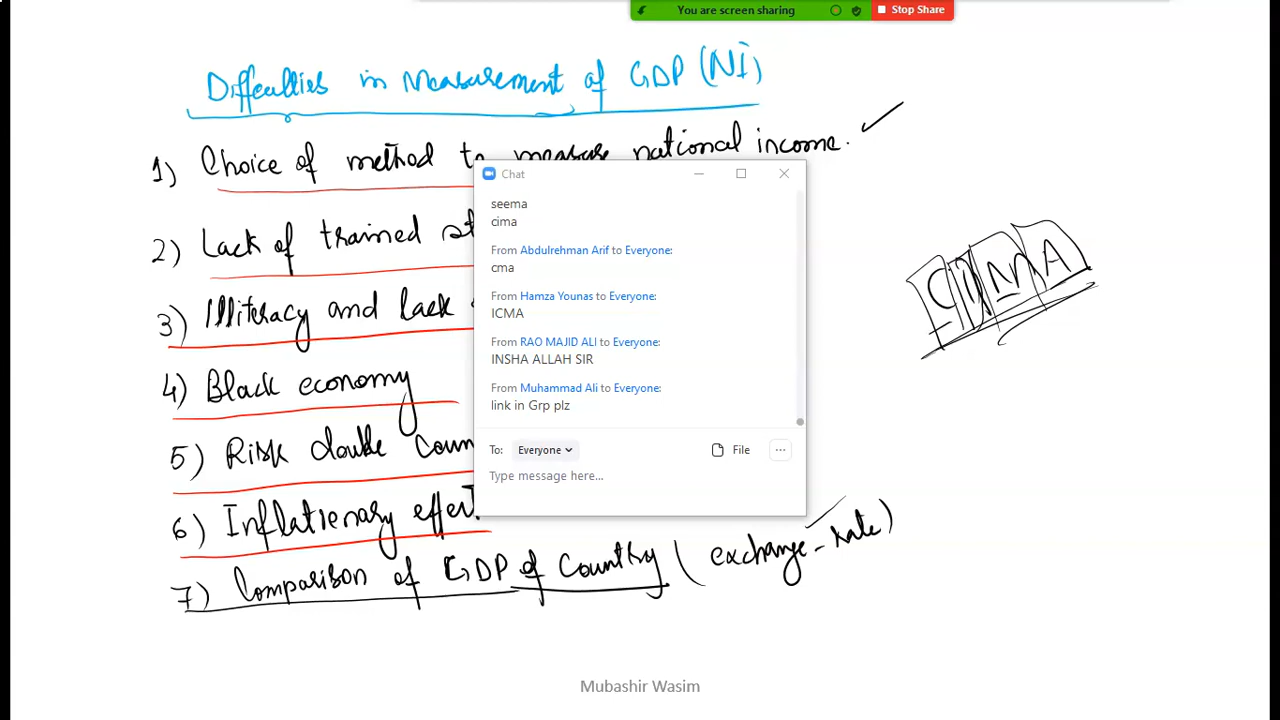 You are screen sharing Stop Share
Difficulties in Measurement of GDP (NI)
1) Choice of method to measure national income.
2) Lack of trained st
3) Illiteracy and lack
4) Black economy
5) Risk double coun
6) Inflationary effect
7) Comparison of GDP of Country ( exchange-rate)
Chat
seema
cima
From Abdulrehman Arif to Everyone:
cma
From Hamza Younas to Everyone:
ICMA
From RAO MAJID ALI to Everyone:
INSHA ALLAH SIR
From Muhammad Ali to Everyone:
link in Grp plz
To: Everyone File ...
Type message here...
Mubashir Wasim